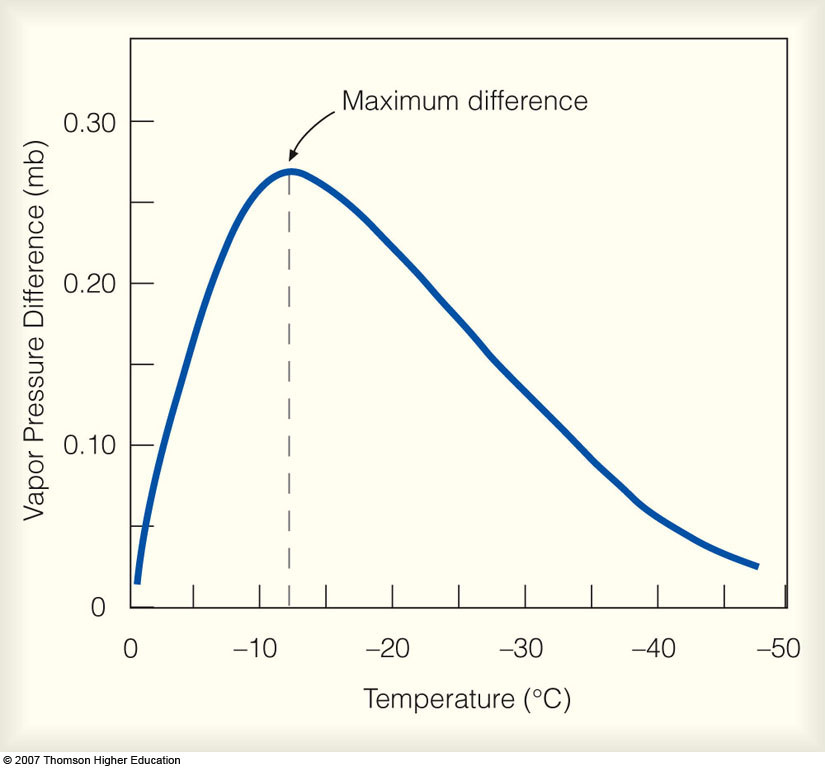 Maximum difference
0.30
0.20
0.10
0
Vapor Pressure Difference (mb)
0 –10 –20 –30 –40 –50
Temperature (°C)
© 2007 Thomson Higher Education